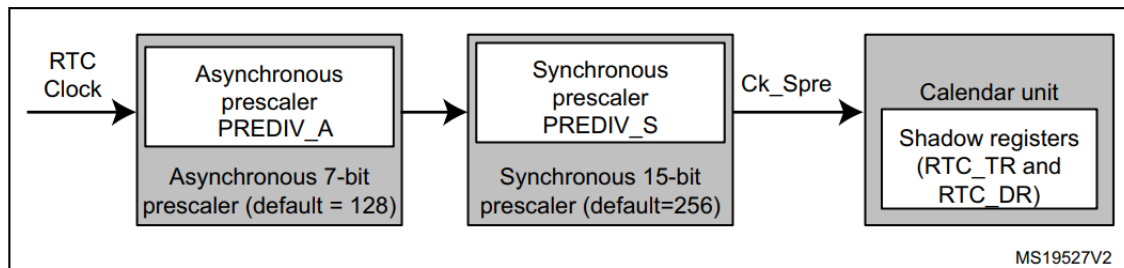 RTC
Clock
Asynchronous
prescaler
PREDIV_A
Asynchronous 7-bit
prescaler (default = 128)
Synchronous
prescaler
PREDIV_S
Synchronous 15-bit
prescaler (default=256)
Ck_Spre
Calendar unit
Shadow registers
(RTC_TR and
RTC_DR)
MS19527V2